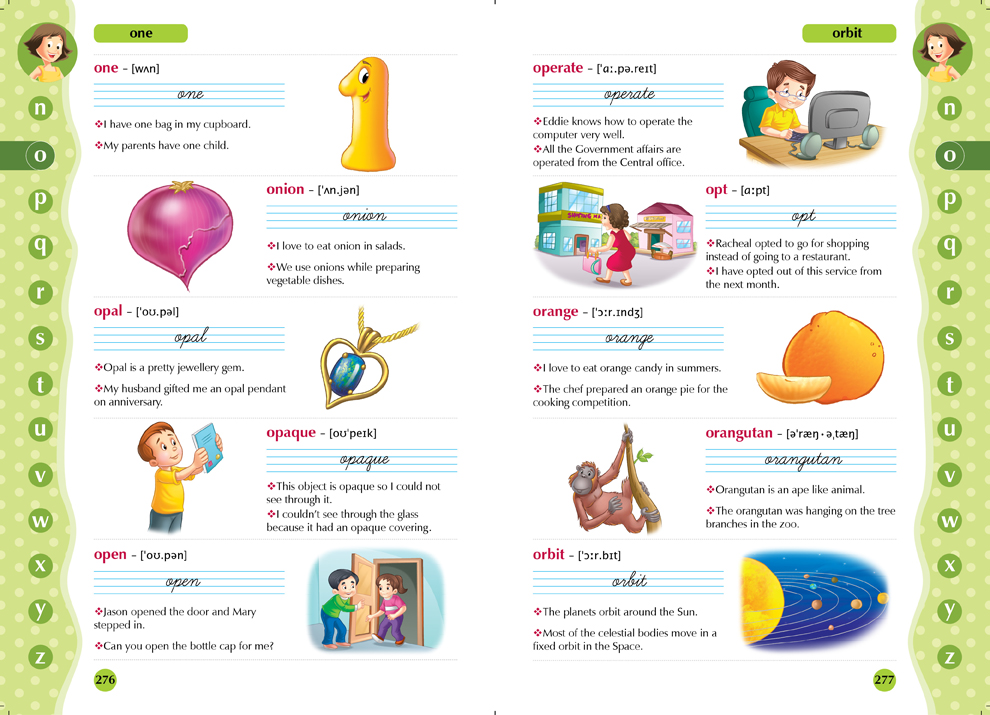 one
one – [wʌn]
one
❖I have one bag in my cupboard.
❖My parents have one child.
onion – [ˈʌn.jən]
onion
❖I love to eat onion in salads.
❖We use onions while preparing
vegetable dishes.
opal – [ˈoʊ.pəl]
opal
❖Opal is a pretty jewellery gem.
❖My husband gifted me an opal pendant
on anniversary.
opaque – [oʊˈpeɪk]
opaque
❖This object is opaque so I could not
see through it.
❖I couldn’t see through the glass
because it had an opaque covering.
open – [ˈoʊ.pən]
open
❖Jason opened the door and Mary
stepped in.
❖Can you open the bottle cap for me?
276
n
o
p
q
r
s
t
u
v
w
x
y
z
orbit
operate – [ˈɑː.pə.reɪt]
operate
❖Eddie knows how to operate the
computer very well.
❖All the Government affairs are
operated from the Central office.
opt – [ɑːpt]
opt
❖Racheal opted to go for shopping
instead of going to a restaurant.
❖I have opted out of this service from
the next month.
orange – [ˈɔːr.ɪndʒ]
orange
❖I love to eat orange candy in summers.
❖The chef prepared an orange pie for the
cooking competition.
orangutan – [əˈræŋ·əˌtæŋ]
orangutan
❖Orangutan is an ape like animal.
❖The orangutan was hanging on the tree
branches in the zoo.
orbit – [ˈɔːr.bɪt]
orbit
❖The planets orbit around the Sun.
❖Most of the celestial bodies move in a
fixed orbit in the Space.
277
n
o
p
q
r
s
t
u
v
w
x
y
z